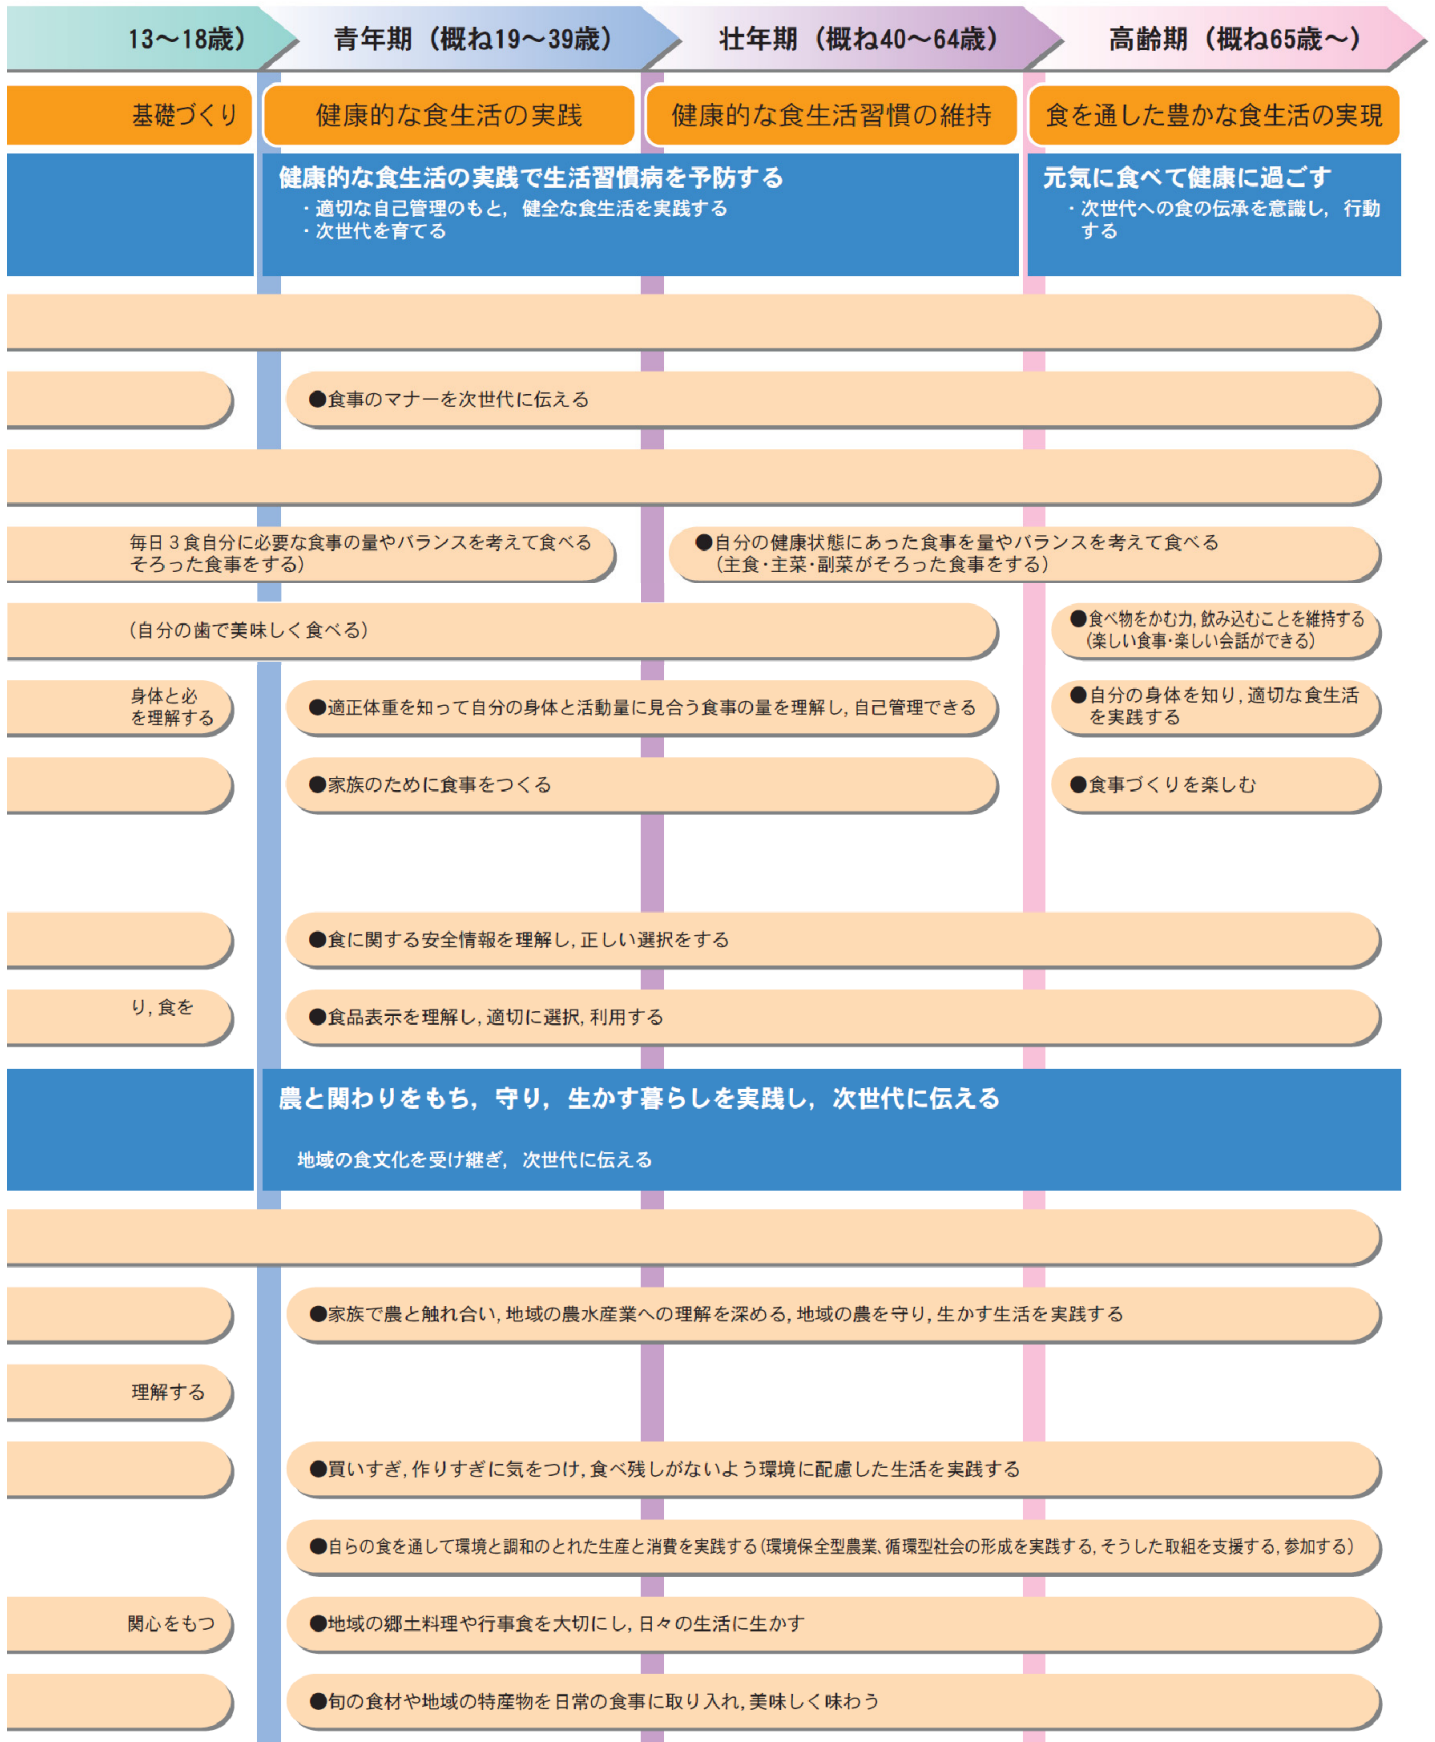 13～18歳）
青年期（概ね19～39歳）
壮年期（概ね40～64歳）
高齢期（概ね65歳～）
基礎づくり
健康的な食生活の実践
健康的な食生活習慣の維持
食を通した豊かな食生活の実現
健康的な食生活の実践で生活習慣病を予防する
・適切な自己管理のもと，健全な食生活を実践する
・次世代を育てる
元気に食べて健康に過ごす
・次世代への食の伝承を意識し，行動
する
●食事のマナーを次世代に伝える
毎日３食自分に必要な食事の量やバランスを考えて食べる
そろった食事をする）
●自分の健康状態にあった食事を量やバランスを考えて食べる
（主食・主菜・副菜がそろった食事をする）
（自分の歯で美味しく食べる）
●食べ物をかむ力，飲み込むことを維持する
（楽しい食事・楽しい会話ができる）
身体と必
を理解する
●適正体重を知って自分の身体と活動量に見合う食事の量を理解し，自己管理できる
●自分の身体を知り，適切な食生活
を実践する
●家族のために食事をつくる
●食事づくりを楽しむ
●食に関する安全情報を理解し，正しい選択をする
り，食を
●食品表示を理解し，適切に選択，利用する
農と関わりをもち，守り，生かす暮らしを実践し，次世代に伝える
地域の食文化を受け継ぎ，次世代に伝える
●家族で農と触れ合い，地域の農水産業への理解を深める，地域の農を守り，生かす生活を実践する
理解する
●買いすぎ，作りすぎに気をつけ，食べ残しがないよう環境に配慮した生活を実践する
●自らの食を通して環境と調和のとれた生産と消費を実践する（環境保全型農業、循環型社会の形成を実践する，そうした取組を支援する，参加する）
関心をもつ
●地域の郷土料理や行事食を大切にし，日々の生活に生かす
●旬の食材や地域の特産物を日常の食事に取り入れ，美味しく味わう